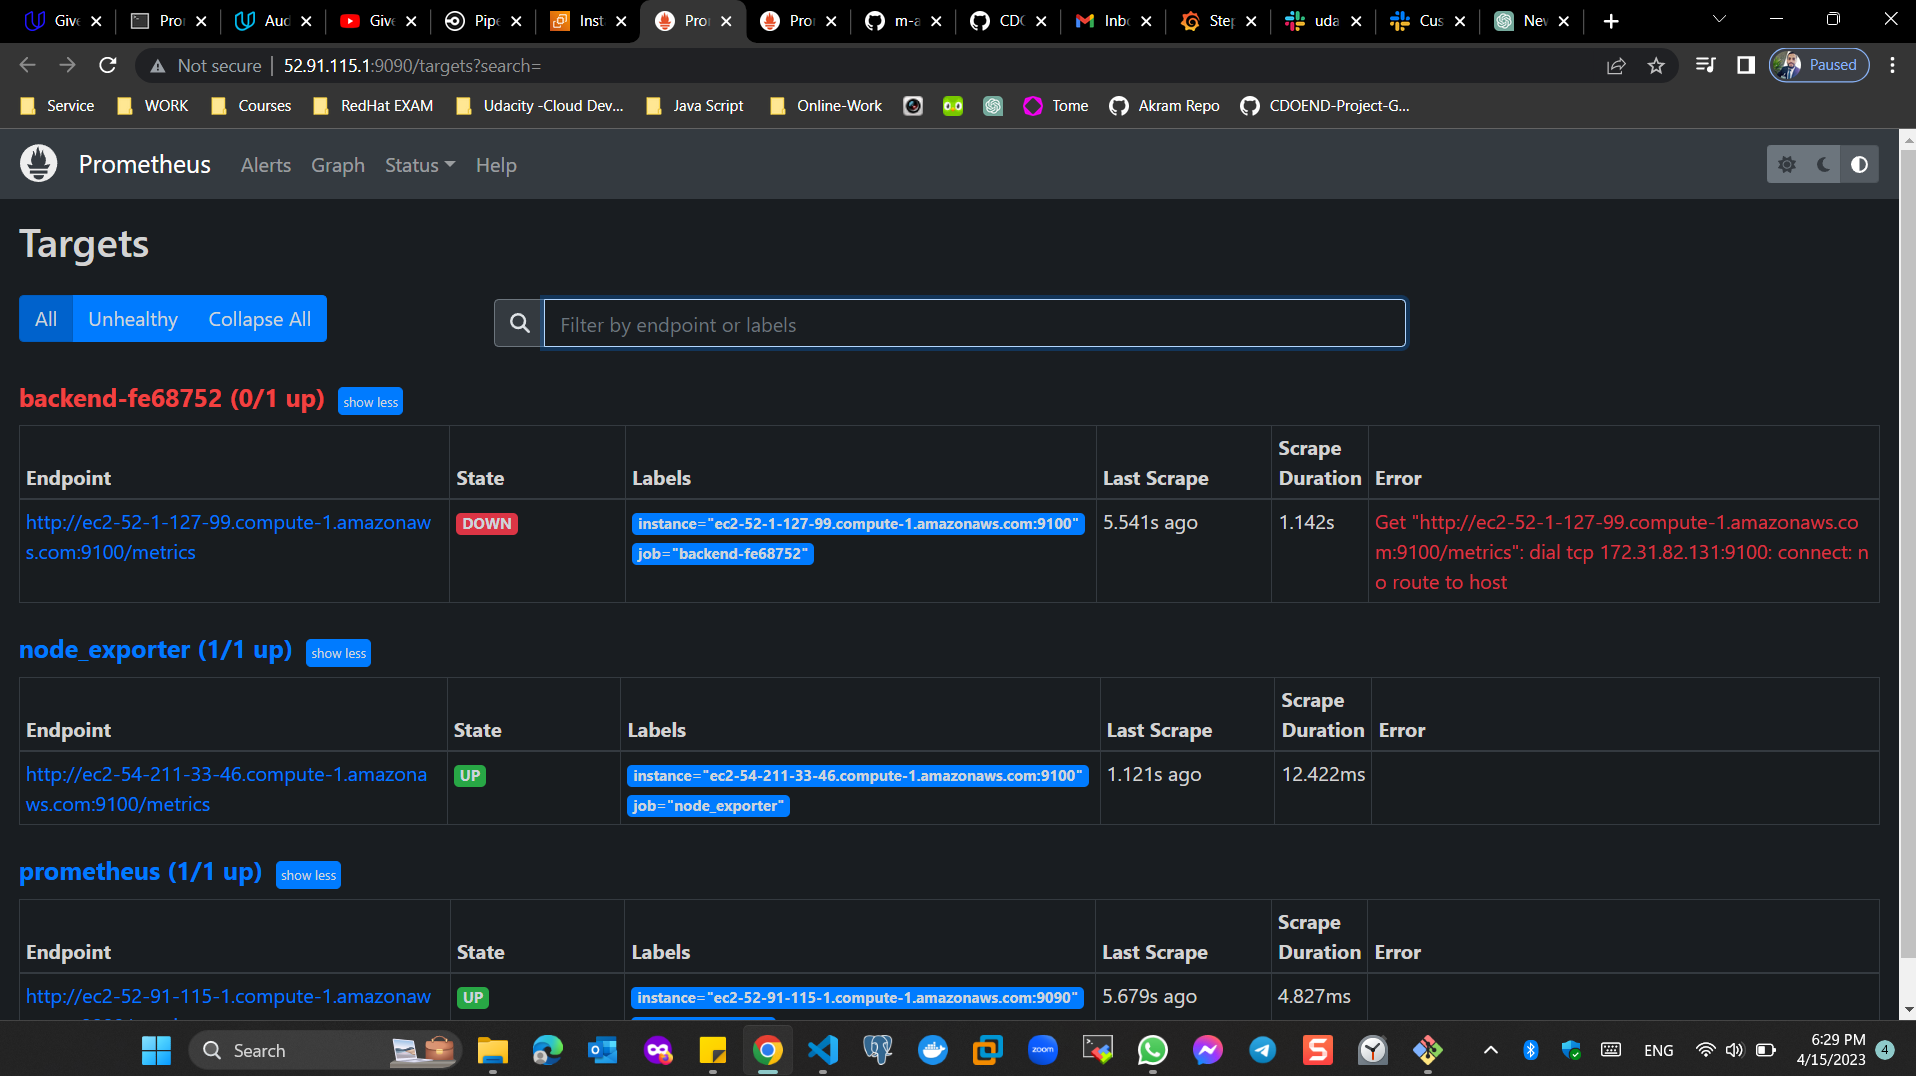 Give
Pro
Aud
Give
Pipe
Inst
Pro
Pro
m-a
CDO
Inbo
Step
uda
Cus
Nev
Not secure
52.91.115.1:9090/targets?search=
Paused
Service
WORK
Courses
RedHat EXAM
Udacity -Cloud Dev...
Java Script
Online-Work
Tome
Akram Repo
CDOEND-Project-G...
Prometheus
Alerts
Graph
Status
Help
Targets
All
Unhealthy
Collapse All
Filter by endpoint or labels
backend-fe68752 (0/1 up)
show less
Endpoint
State
Labels
Last Scrape
Scrape
Duration
Error
http://ec2-52-1-127-99.compute-1.amazonaw
s.com:9100/metrics
DOWN
instance="ec2-52-1-127-99.compute-1.amazonaws.com:9100"
job="backend-fe68752"
5.541s ago
1.142s
Get "http://ec2-52-1-127-99.compute-1.amazonaws.co
m:9100/metrics": dial tcp 172.31.82.131:9100: connect: n
o route to host
node_exporter (1/1 up)
show less
Endpoint
State
Labels
Last Scrape
Scrape
Duration
Error
http://ec2-54-211-33-46.compute-1.amazona
ws.com:9100/metrics
UP
instance="ec2-54-211-33-46.compute-1.amazonaws.com:9100"
job="node_exporter"
1.121s ago
12.422ms
prometheus (1/1 up)
show less
Endpoint
State
Labels
Last Scrape
Scrape
Duration
Error
http://ec2-52-91-115-1.compute-1.amazonaw
UP
instance="ec2-52-91-115-1.compute-1.amazonaws.com:9090"
5.679s ago
4.827ms
Search
zoom
ENG
6:29 PM
4/15/2023
4